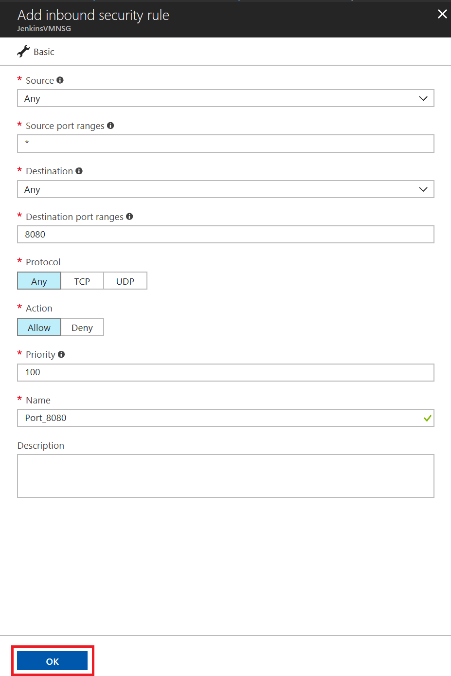 Add inbound security rule
JenkinsVMNSG
Basic
* Source
Any
* Source port ranges
*
* Destination
Any
* Destination port ranges
8080
* Protocol
Any TCP UDP
* Action
Allow Deny
* Priority
100
* Name
Port_8080
Description
OK